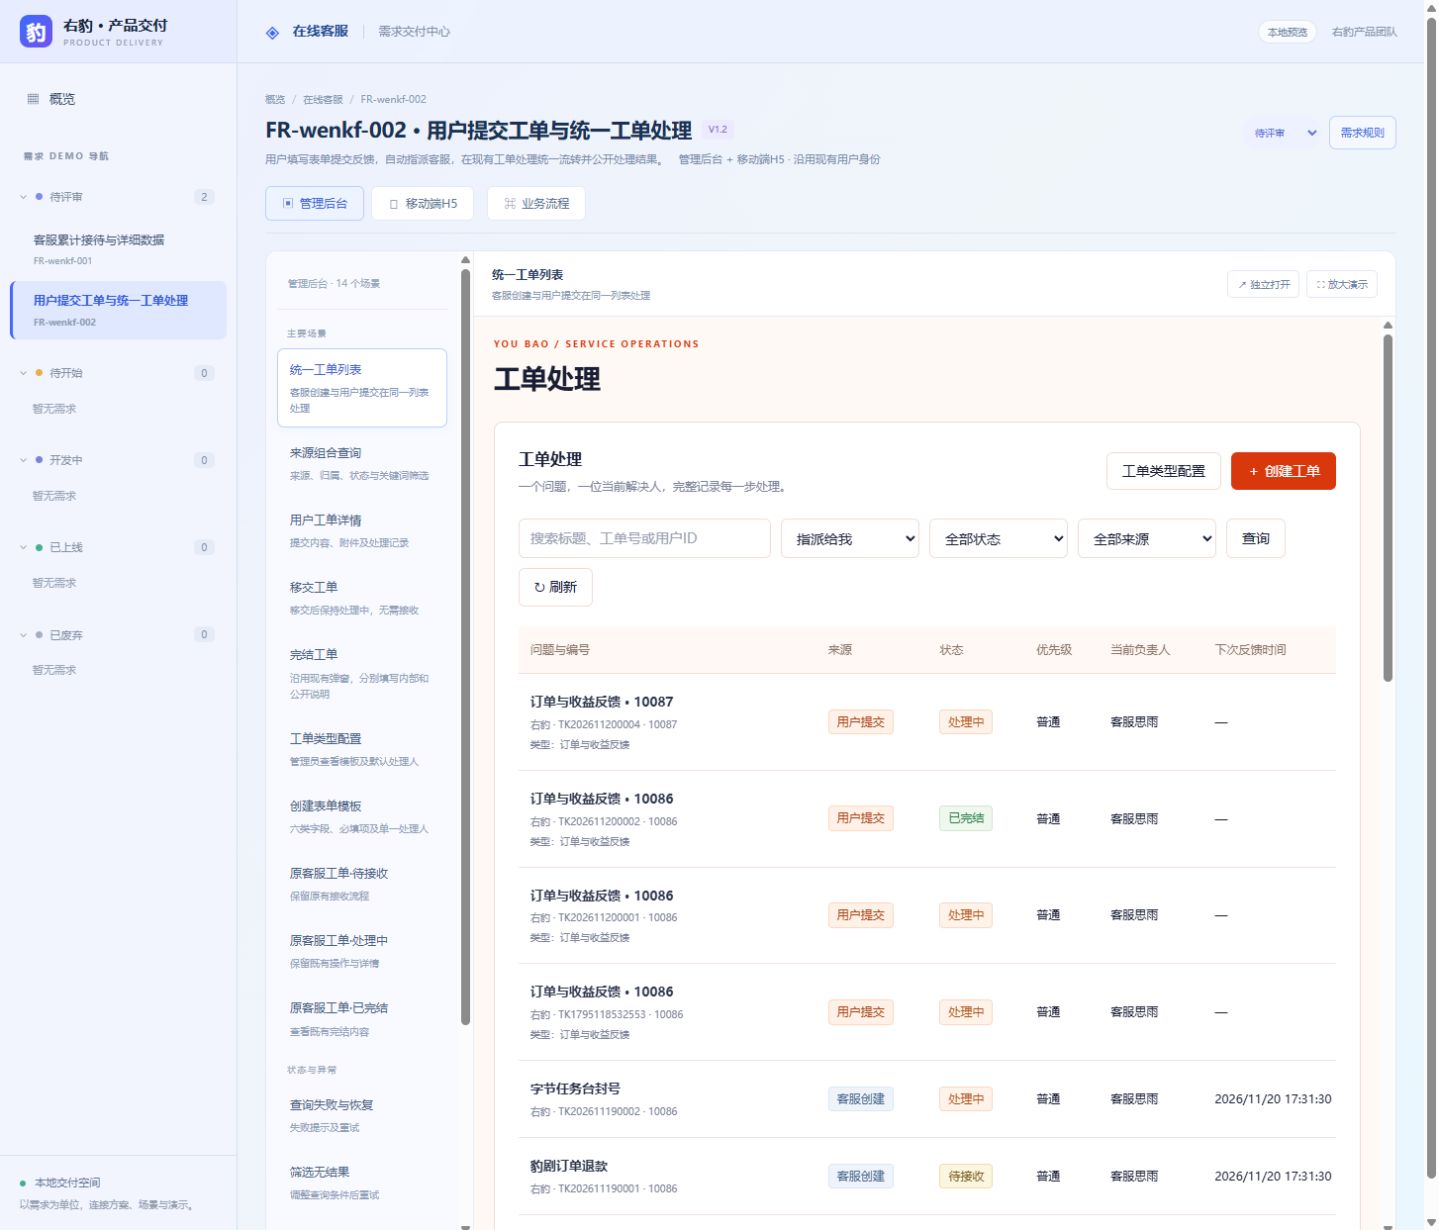 豹
右豹 • 产品交付
PRODUCT DELIVERY
概览
需求 DEMO 导航
待评审 2
客服累计接待与详细数据
FR-wenkf-001
用户提交工单与统一工单处理
FR-wenkf-002
待开始 0
暂无需求
开发中 0
暂无需求
已上线 0
暂无需求
已废弃 0
暂无需求
本地交付空间
以需求为单位，连接方案、场景与演示。
在线客服 | 需求交付中心
本地预览 右豹产品团队
概览 / 在线客服 / FR-wenkf-002
FR-wenkf-002 • 用户提交工单与统一工单处理 V1.2
用户填写表单提交反馈，自动指派客服，在现有工单处理统一流转并公开处理结果。 管理后台 + 移动端H5 · 沿用现有用户身份
待评审 需求规则
管理后台 移动端H5 业务流程
管理后台 · 14 个场景
主要场景
统一工单列表
客服创建与用户提交在同一列表
处理
来源组合查询
来源、归属、状态与关键词筛选
用户工单详情
提交内容、附件及处理记录
移交工单
移交后保持处理中，无需接收
完结工单
沿用现有弹窗，分别填写内部和
公开说明
工单类型配置
管理员查看模板及默认处理人
创建表单模板
六类字段、必填项及单一处理人
原客服工单-待接收
保留原有接收流程
原客服工单-处理中
保留既有操作与详情
原客服工单-已完结
查看既有完结内容
状态与异常
查询失败与恢复
失败提示及重试
筛选无结果
调整查询条件后重试
统一工单列表
客服创建与用户提交在同一列表处理
↗ 独立打开 放大演示
YOU BAO / SERVICE OPERATIONS
工单处理
工单处理
一个问题，一位当前解决人，完整记录每一步处理。
工单类型配置 + 创建工单
搜索标题、工单号或用户ID 指派给我 全部状态 全部来源 查询
↻ 刷新
问题与编号 来源 状态 优先级 当前负责人 下次反馈时间
订单与收益反馈 • 10087
右豹 · TK202611200004 · 10087
类型：订单与收益反馈
用户提交 处理中 普通 客服思雨 —
订单与收益反馈 • 10086
右豹 · TK202611200002 · 10086
类型：订单与收益反馈
用户提交 已完结 普通 客服思雨 —
订单与收益反馈 • 10086
右豹 · TK202611200001 · 10086
类型：订单与收益反馈
用户提交 处理中 普通 客服思雨 —
订单与收益反馈 • 10086
右豹 · TK1795118532553 · 10086
类型：订单与收益反馈
用户提交 处理中 普通 客服思雨 —
字节任务台封号
右豹 · TK202611190002 · 10086
客服创建 处理中 普通 客服思雨 2026/11/20 17:31:30
豹剧订单退款
右豹 · TK202611190001 · 10086
客服创建 待接收 普通 客服思雨 2026/11/20 17:31:30